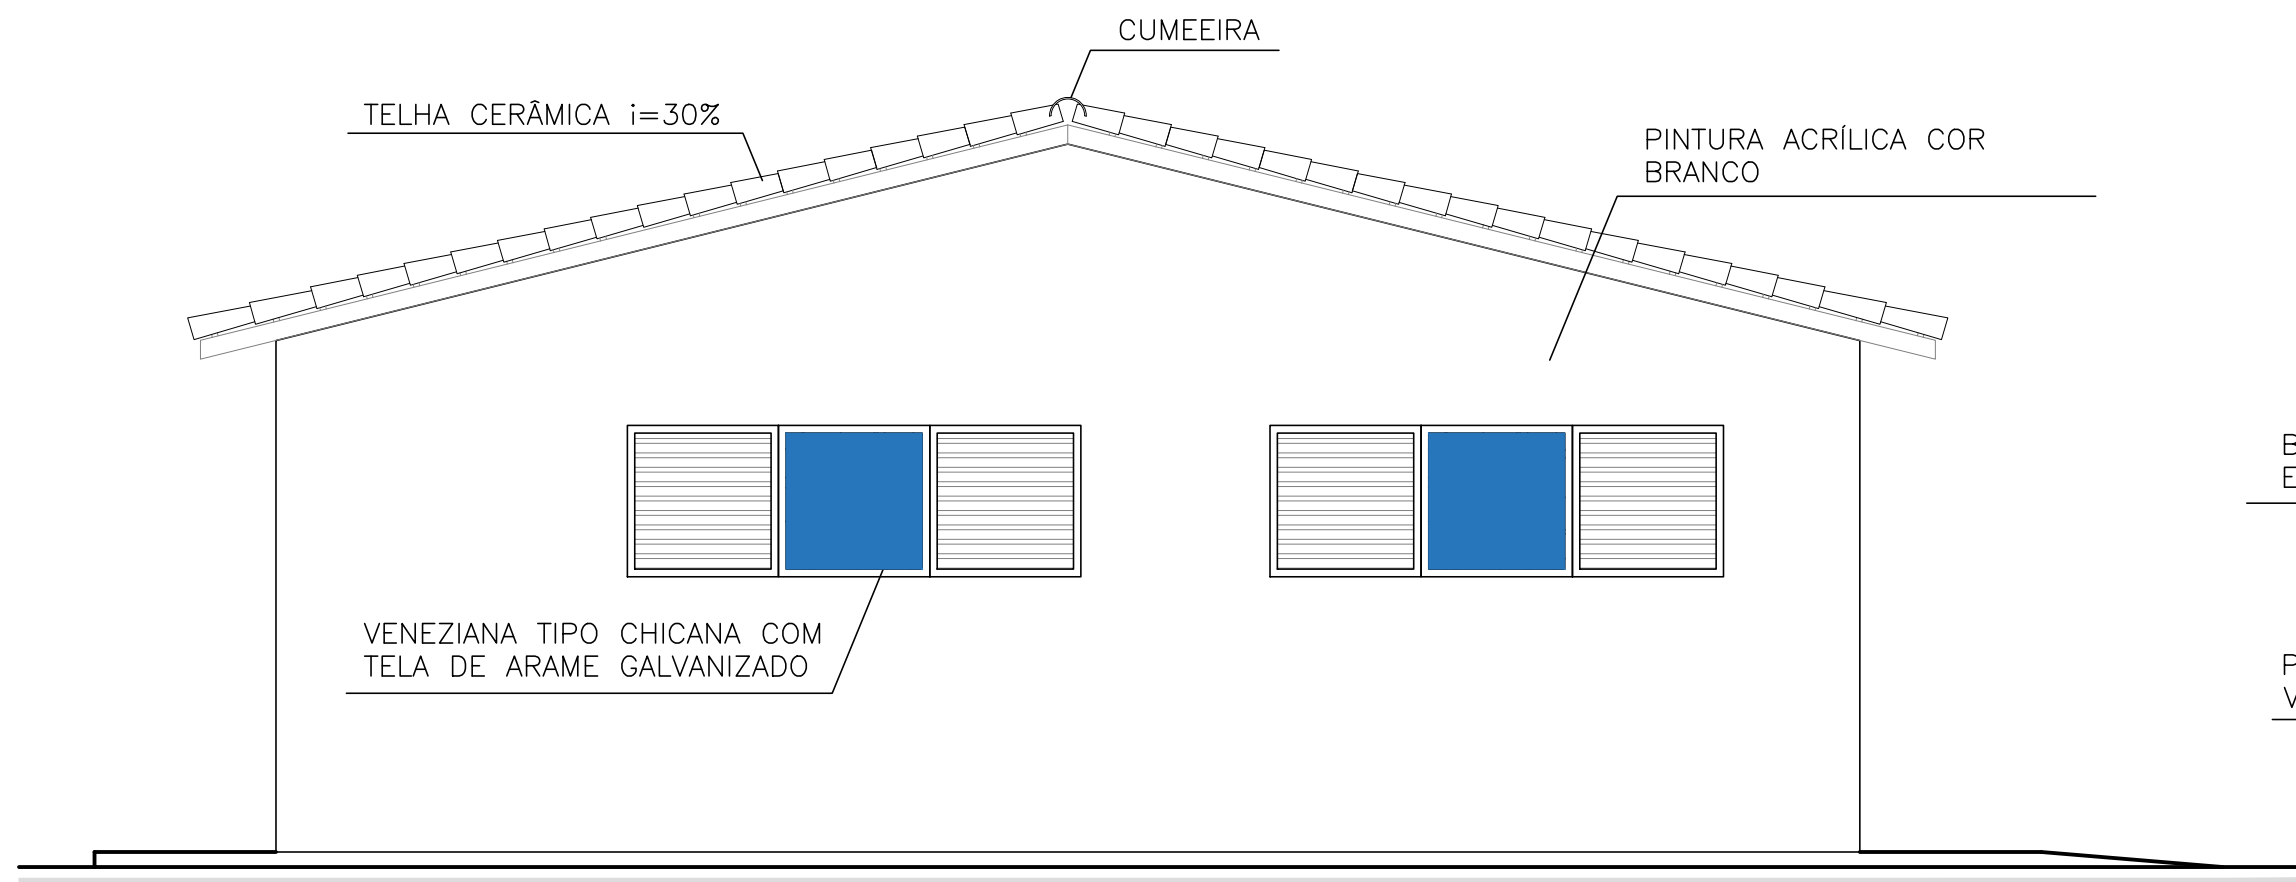 CUMEEIRA
TELHA CERÂMICA i=30%
PINTURA ACRÍLICA COR
BRANCO
VENEZIANA TIPO CHICANA COM
TELA DE ARAME GALVANIZADO